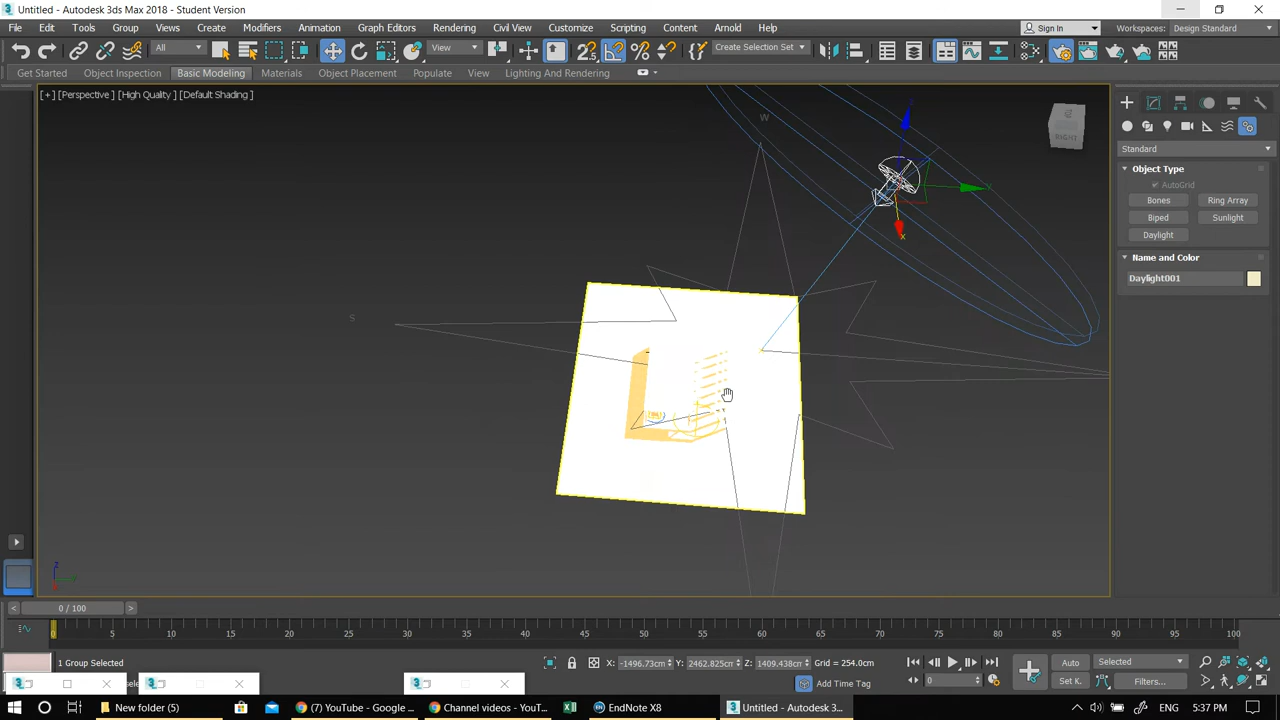 Untitled - Autodesk 3ds Max 2018 - Student Version
File Edit Tools Group Views Create Modifiers Animation Graph Editors Rendering Civil View Customize Scripting Content Arnold Help
Sign In Workspaces: Design Standard
All View Create Selection Set
Get Started Object Inspection Basic Modeling Materials Object Placement Populate View Lighting And Rendering
[+] [Perspective] [High Quality] [Default Shading]
W
S
x
RIGHT
Standard
Object Type
AutoGrid
Bones Ring Array
Biped Sunlight
Daylight
Name and Color
Daylight001
z
y
0 / 100
0 5 10 15 20 25 30 35 40 45 50 55 60 65 70 75 80 85 90 95 100
1 Group Selected X: -1496.73cm Y: 2462.825cm Z: 1409.438cm Grid = 254.0cm
Auto Selected
Add Time Tag 0 Set K. Filters...
New folder (5) (7) YouTube - Google ... Channel videos - YouT... EndNote X8 Untitled - Autodesk 3... ENG 5:37 PM